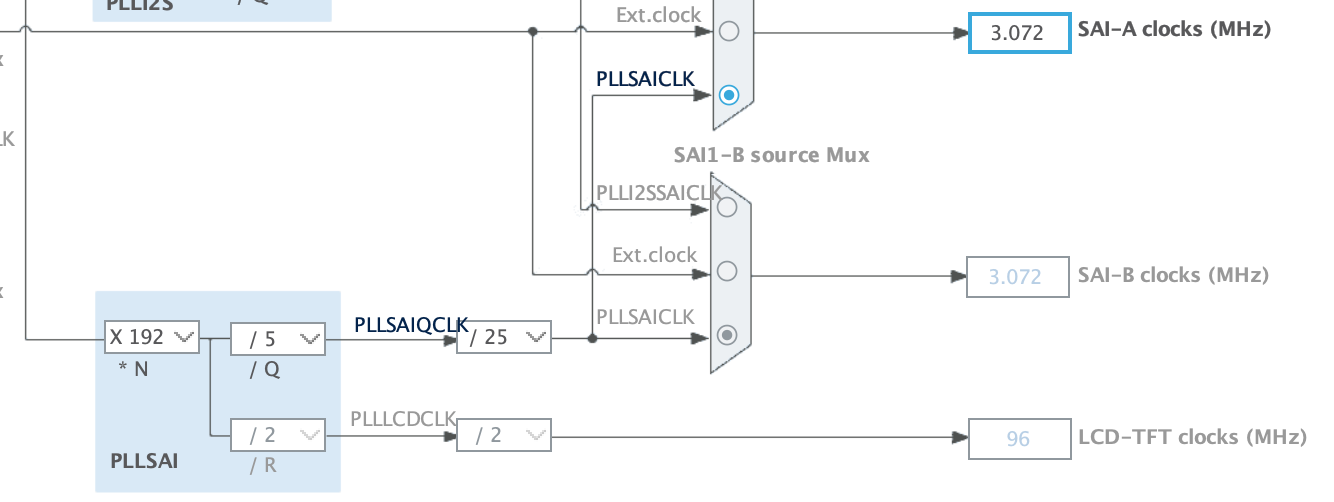 PLLI2S
/ Q
Ext.clock
3.072
SAI-A clocks (MHz)
x
PLLSAICLK
LK
SAI1-B source Mux
PLLI2SSAICLK
Ext.clock
3.072
SAI-B clocks (MHz)
x
PLLSAICLK
X 192
/ 5
PLLSAIQCLK
/ 25
* N
/ Q
PLLLCDCLK
/ 2
/ 2
96
LCD-TFT clocks (MHz)
PLLSAI
/ R